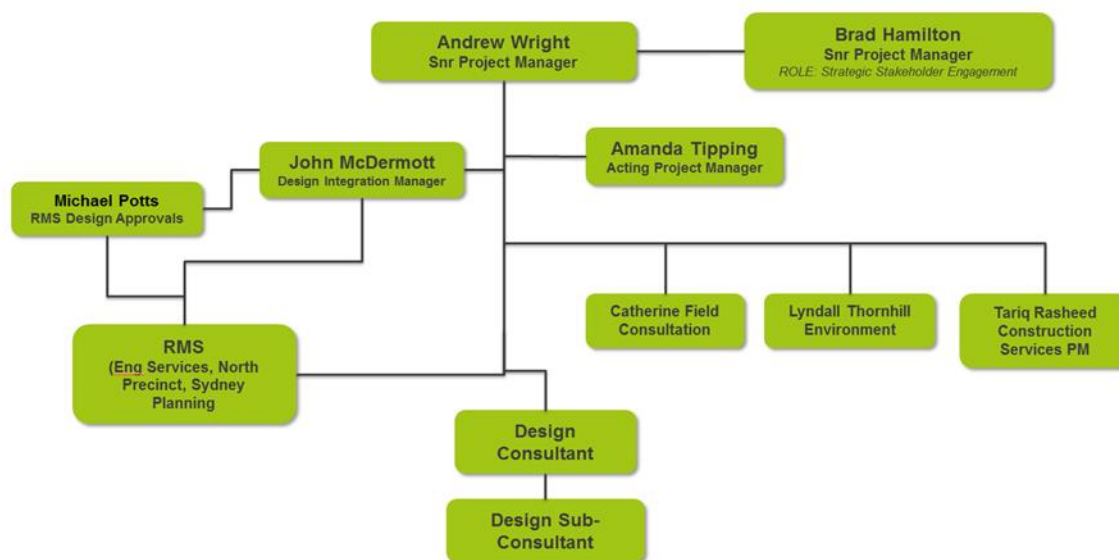 Andrew Wright
Snr Project Manager
Brad Hamilton
Snr Project Manager
ROLE: Strategic Stakeholder Engagement
Amanda Tipping
Acting Project Manager
John McDermott
Design Integration Manager
Michael Potts
RMS Design Approvals
Catherine Field
Consultation
Lyndall Thornhill
Environment
Tariq Rasheed
Construction
Services PM
RMS
(Eng Services, North
Precinct, Sydney
Planning
Design
Consultant
Design Sub-
Consultant